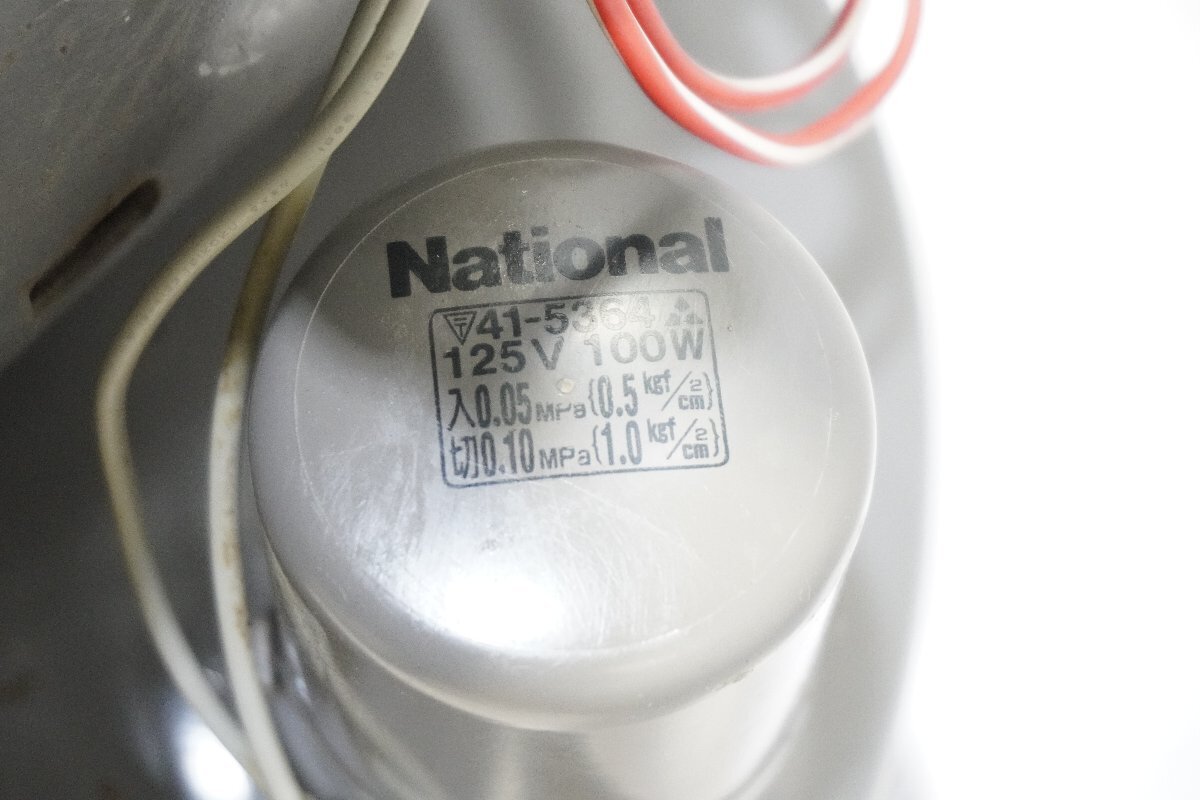 National
41-5364
125V 100W
入0.05MPa{0.5kgf/cm²}
切0.10MPa{1.0kgf/cm²}